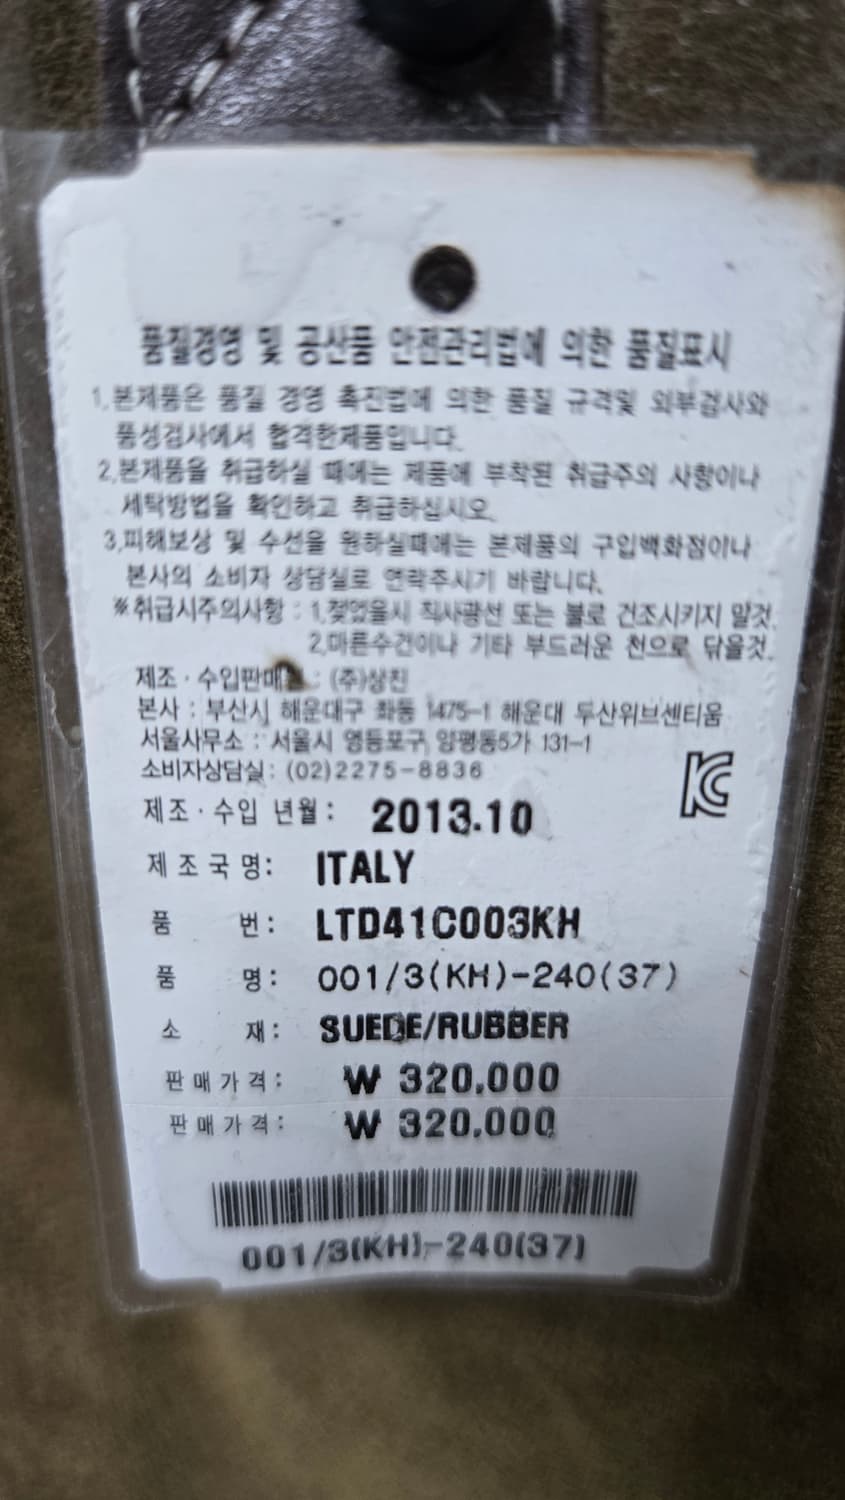 품질경영 및 공산품 안전관리법에 의한 품질표시
1.본제품은 품질 경영 촉진법에 의한 품질 규격및 외부검사와
품성검사에서 합격한제품입니다.
2.본제품을 취급하실 때에는 제품에 부착된 취급주의 사항이나
세탁방법을 확인하고 취급하십시오.
3.피해보상 및 수선을 원하실때에는 본제품의 구입백화점이나
본사의 소비자 상담실로 연락주시기 바랍니다.
※취급시주의사항 : 1.젖었을시 직사광선 또는 불로 건조시키지 말것.
2.마른수건이나 기타 부드러운 천으로 닦을것.
제조·수입판매 : (주)상진
본사 : 부산시 해운대구 좌동 1475-1 해운대 두산위브센티움
서울사무소 : 서울시 영등포구 양평동5가 131-1
소비자상담실: (02)2275-8836
KC
제조·수입 년월: 2013.10
제조국명: ITALY
품 번: LTD41C003KH
품 명: 001/3(KH)-240(37)
소 재: SUEDE/RUBBER
판매가격: ₩ 320,000
판매가격: ₩ 320,000
001/3(KH)-240(37)